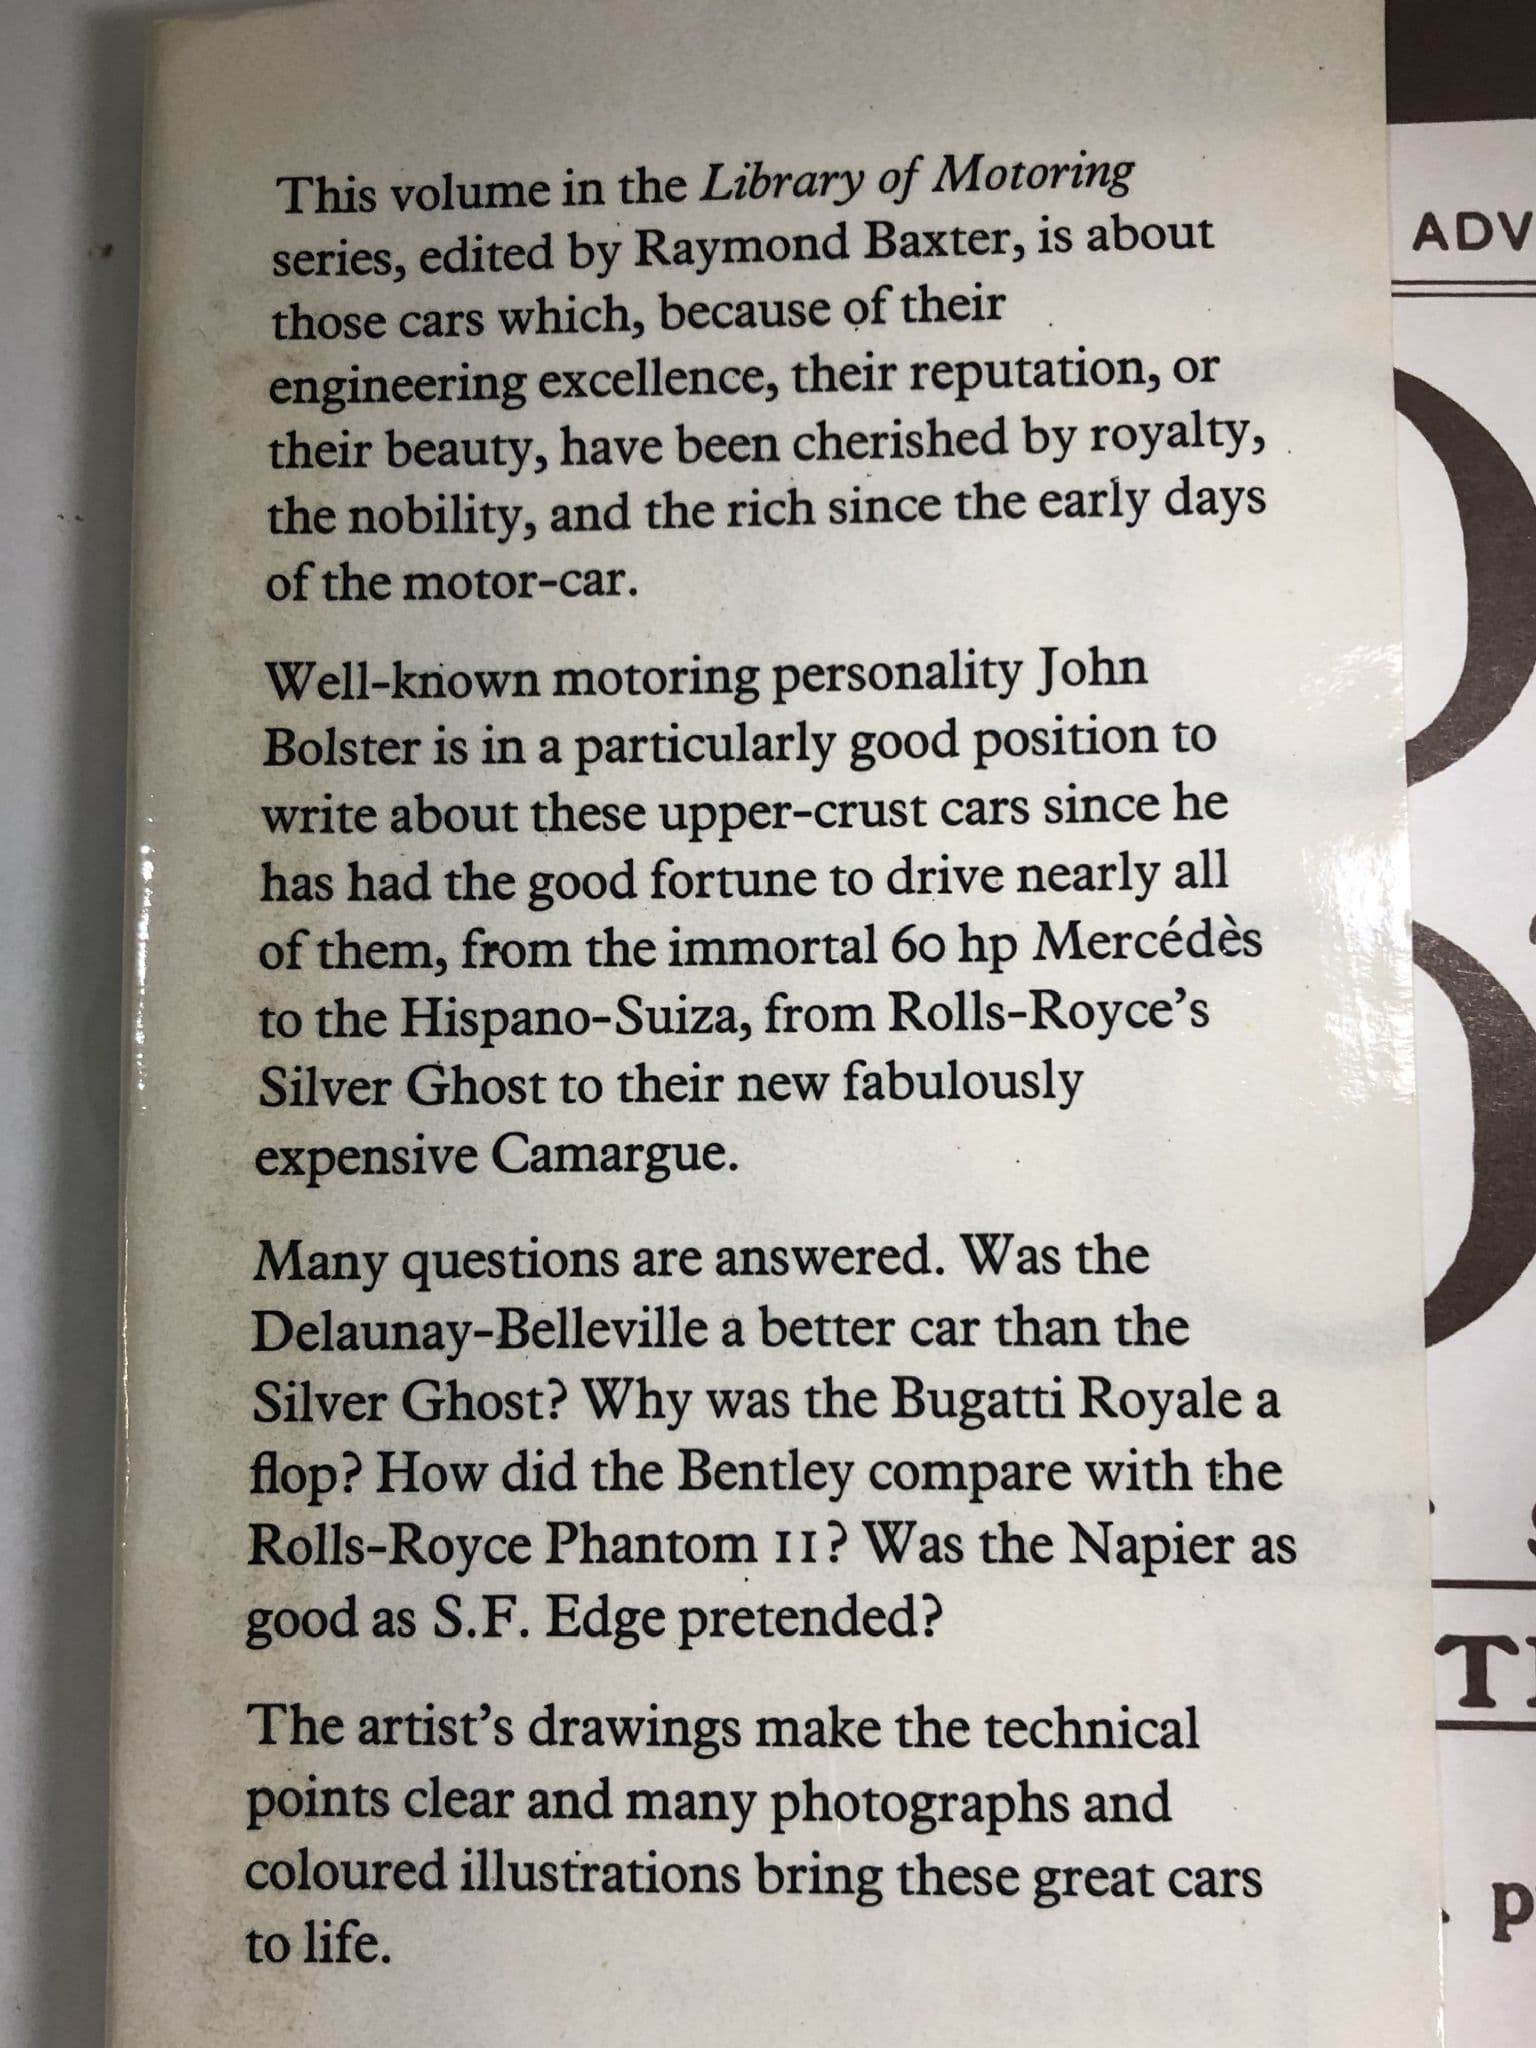 This volume in the Library of Motoring
series, edited by Raymond Baxter, is about
those cars which, because of their
engineering excellence, their reputation, or
their beauty, have been cherished by royalty,
the nobility, and the rich since the early days
of the motor-car.
Well-known motoring personality John
Bolster is in a particularly good position to
write about these upper-crust cars since he
has had the good fortune to drive nearly all
of them, from the immortal 60 hp Mercédès
to the Hispano-Suiza, from Rolls-Royce's
Silver Ghost to their new fabulously
expensive Camargue.
Many questions are answered. Was the
Delaunay-Belleville a better car than the
Silver Ghost? Why was the Bugatti Royale a
flop? How did the Bentley compare with the
Rolls-Royce Phantom II? Was the Napier as
good as S.F. Edge pretended?
The artist's drawings make the technical
points clear and many photographs and
coloured illustrations bring these great cars
to life.
ADV